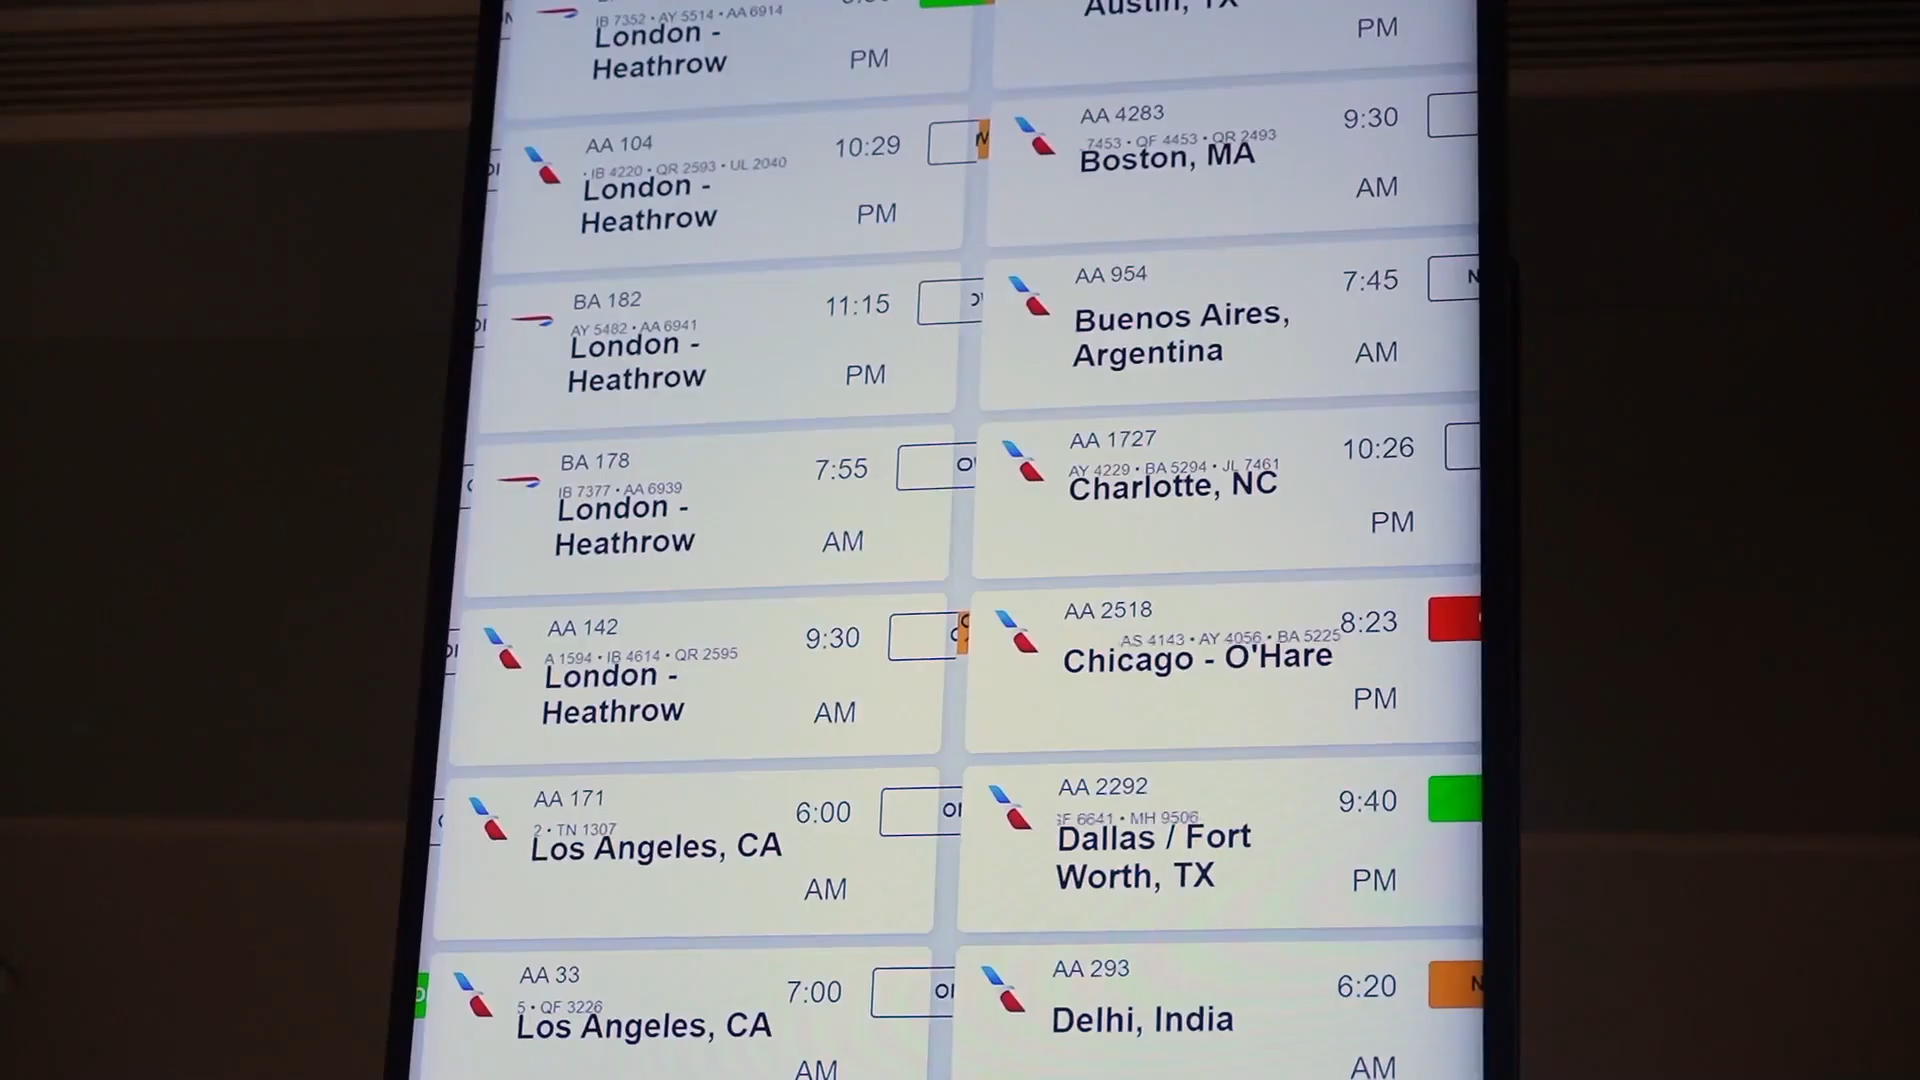 IB 7352 • AY 5514 • AA 6914
London -
Heathrow
PM
AA 104
10:29
• IB 4220 • QR 2593 • UL 2040
London -
Heathrow
PM
BA 182
11:15
AY 5482 • AA 6941
London -
Heathrow
PM
BA 178
7:55
IB 7377 • AA 6939
London -
Heathrow
AM
AA 142
9:30
A 1594 • IB 4614 • QR 2595
London -
Heathrow
AM
AA 171
6:00
2 • TN 1307
Los Angeles, CA
AM
AA 33
7:00
5 • QF 3226
Los Angeles, CA
AM
Austin, TX
PM
AA 4283
9:30
7453 • QF 4453 • QR 2493
Boston, MA
AM
AA 954
7:45
Buenos Aires,
Argentina
AM
AA 1727
10:26
AY 4229 • BA 5294 • JL 7461
Charlotte, NC
PM
AA 2518
8:23
AS 4143 • AY 4056 • BA 5225
Chicago - O'Hare
PM
AA 2292
9:40
F 6641 • MH 9506
Dallas / Fort
Worth, TX
PM
AA 293
6:20
Delhi, India
AM